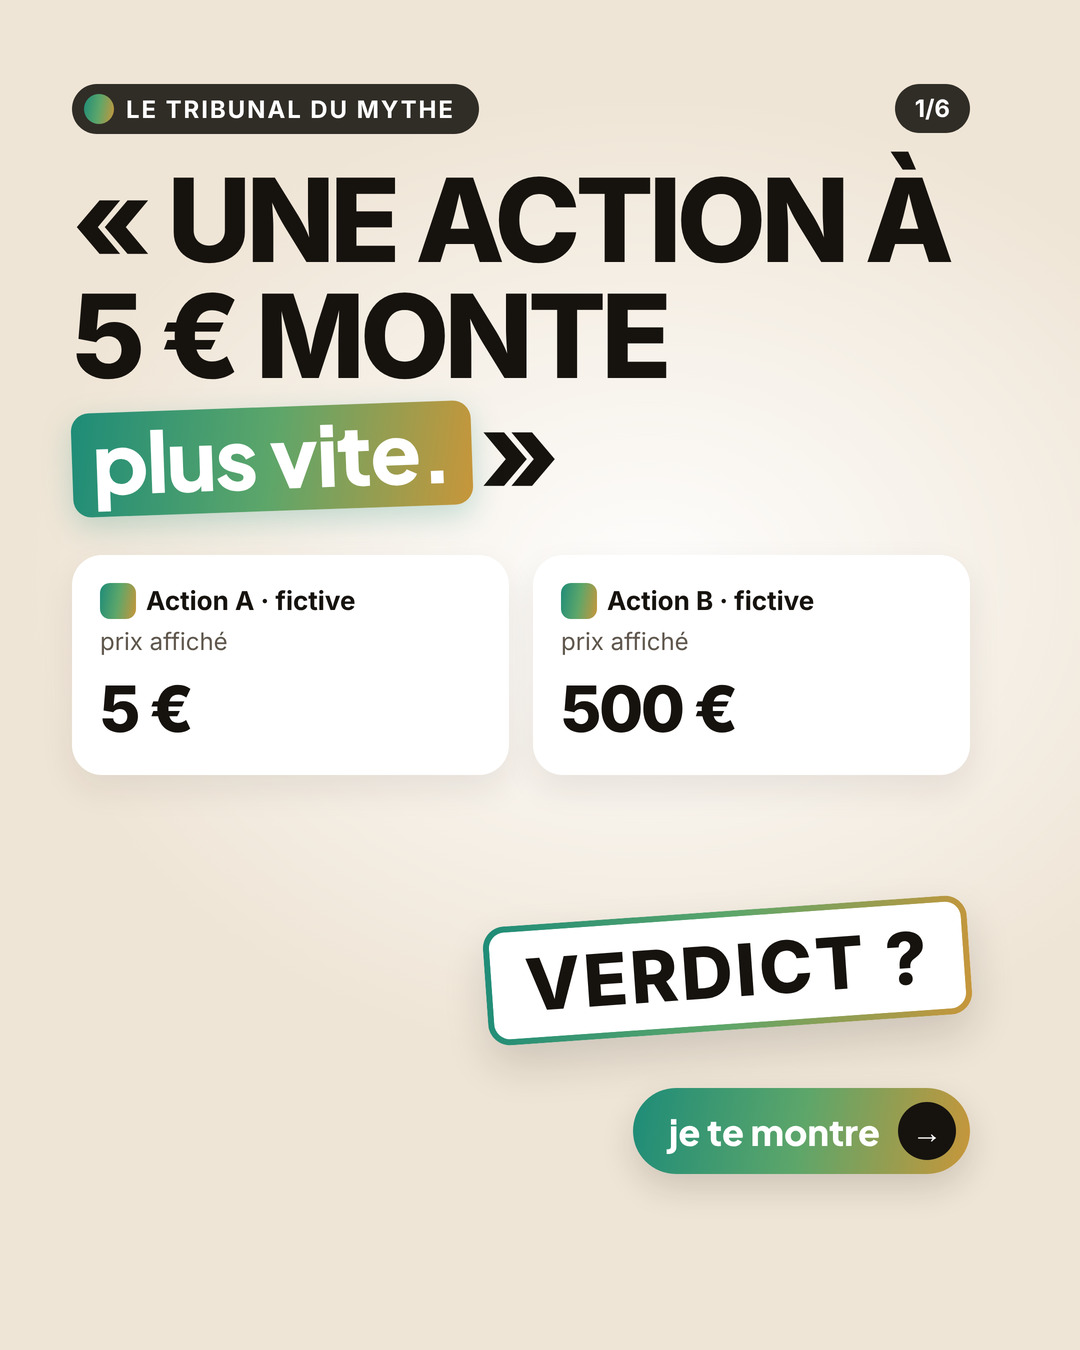 LE TRIBUNAL DU MYTHE
1/6
« UNE ACTION À
5 € MONTE
plus vite. »
Action A · fictive
prix affiché
5 €
Action B · fictive
prix affiché
500 €
VERDICT ?
je te montre →